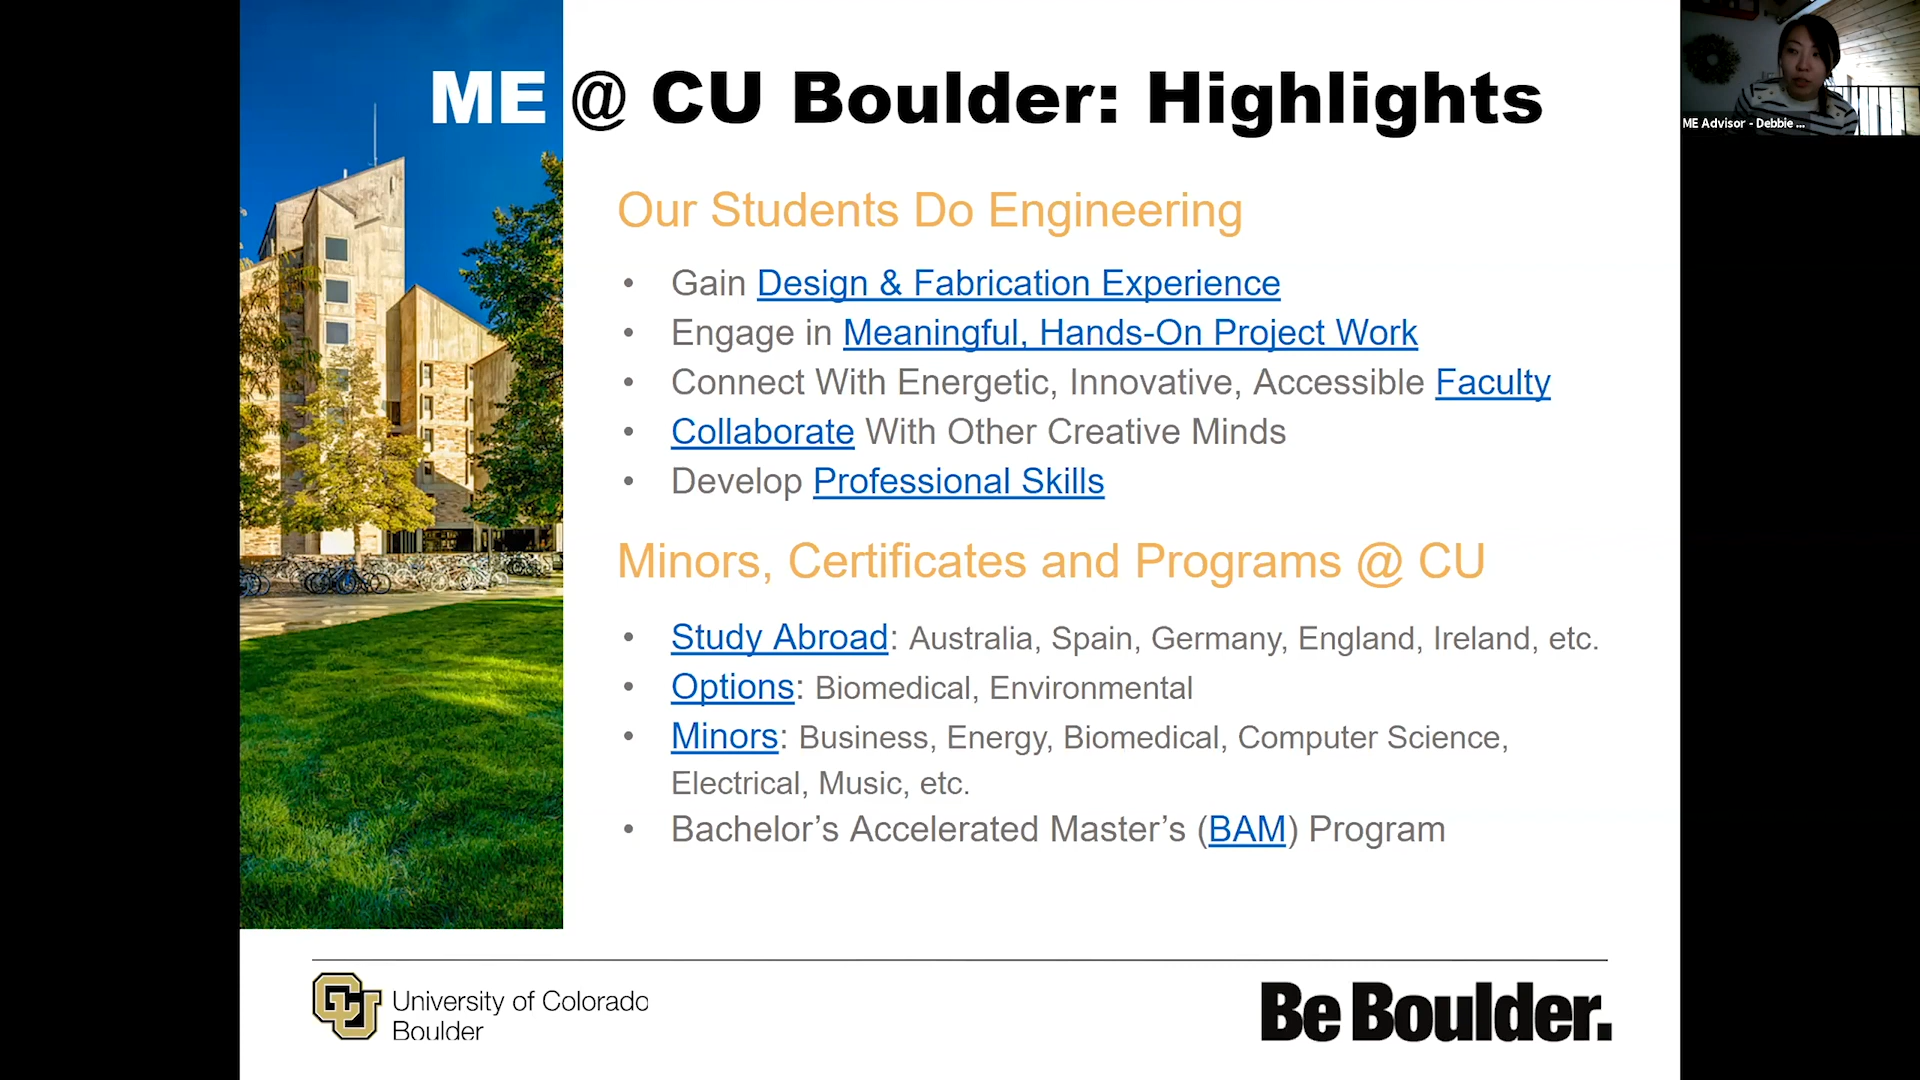 ME @ CU Boulder: Highlights
ME Advisor - Debbie ...
Our Students Do Engineering
• Gain Design & Fabrication Experience
• Engage in Meaningful, Hands-On Project Work
• Connect With Energetic, Innovative, Accessible Faculty
• Collaborate With Other Creative Minds
• Develop Professional Skills
Minors, Certificates and Programs @ CU
• Study Abroad: Australia, Spain, Germany, England, Ireland, etc.
• Options: Biomedical, Environmental
• Minors: Business, Energy, Biomedical, Computer Science,
Electrical, Music, etc.
• Bachelor’s Accelerated Master’s (BAM) Program
CU
University of Colorado
Boulder
Be Boulder.